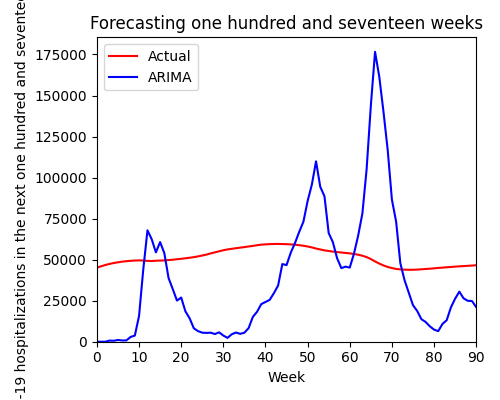 Forecasting one hundred and seventeen weeks
-19 hospitalizations in the next one hundred and sevente
Actual
ARIMA
175000
150000
125000
100000
75000
50000
25000
0
0 10 20 30 40 50 60 70 80 90
Week